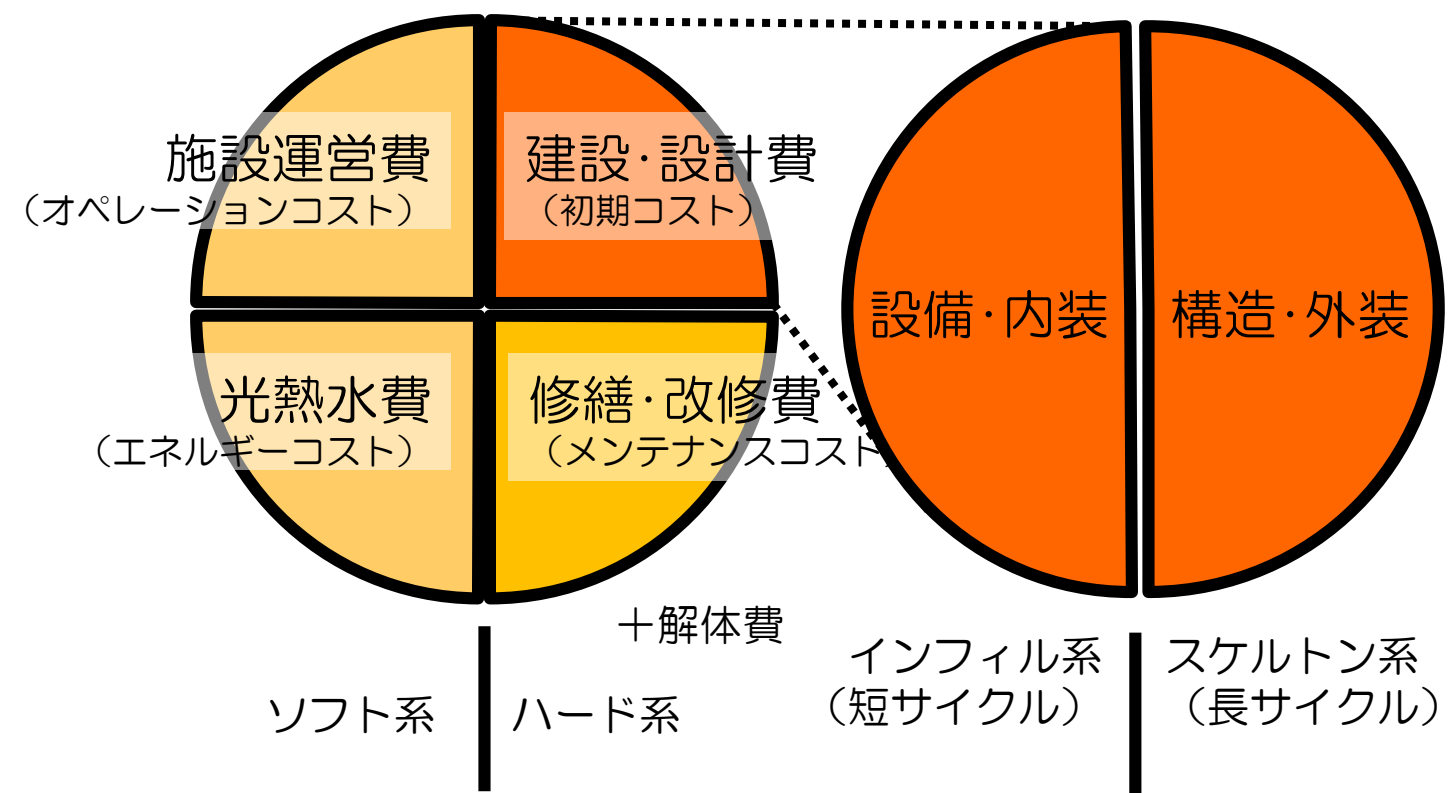 施設運営費
（オペレーションコスト）
建設･設計費
（初期コスト）
光熱水費
（エネルギーコスト）
修繕･改修費
（メンテナンスコスト）
＋解体費
ソフト系
ハード系
設備･内装
構造･外装
インフィル系
（短サイクル）
スケルトン系
（長サイクル）